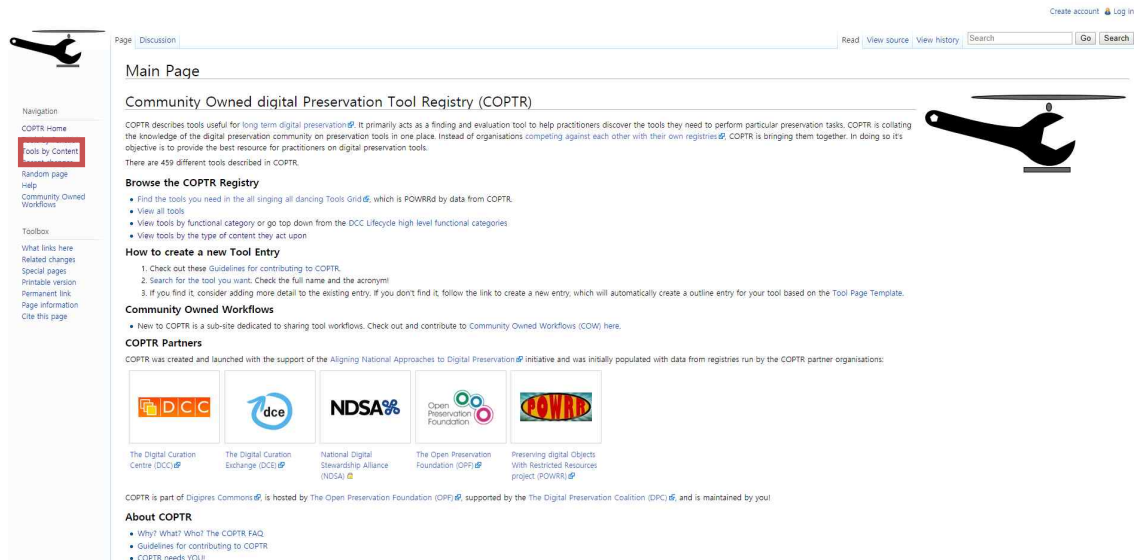 Create account Log in
Page Discussion Read View source View history Search Go Search
Main Page
Navigation
COPTR Home
Tools by Content
Random page
Help
Community Owned
Workflows
Toolbox
What links here
Related changes
Special pages
Printable version
Permanent link
Page information
Cite this page
Community Owned digital Preservation Tool Registry (COPTR)
COPTR describes tools useful for long term digital preservation. It primarily acts as a finding and evaluation tool to help practitioners discover the tools they need to perform particular preservation tasks. COPTR is collating
the knowledge of the digital preservation community on preservation tools in one place. Instead of organisations competing against each other with their own registries, COPTR is bringing them together. In doing so it's
objective is to provide the best resource for practitioners on digital preservation tools.
There are 459 different tools described in COPTR.
Browse the COPTR Registry
Find the tools you need in the all singing all dancing Tools Grid, which is POWRRd by data from COPTR.
View all tools
View tools by functional category or go top down from the DCC Lifecycle high level functional categories
View tools by the type of content they act upon
How to create a new Tool Entry
1. Check out these Guidelines for contributing to COPTR.
2. Search for the tool you want. Check the full name and the acronym!
3. If you find it, consider adding more detail to the existing entry. If you don't find it, follow the link to create a new entry, which will automatically create a outline entry for your tool based on the Tool Page Template.
Community Owned Workflows
New to COPTR is a sub-site dedicated to sharing tool workflows. Check out and contribute to Community Owned Workflows (COW) here.
COPTR Partners
COPTR was created and launched with the support of the Aligning National Approaches to Digital Preservation initiative and was initially populated with data from registries run by the COPTR partner organisations:
DCC
dce
NDSA
Open
Preservation
Foundation
POWRR
The Digital Curation
Centre (DCC)
The Digital Curation
Exchange (DCE)
National Digital
Stewardship Alliance
(NDSA)
The Open Preservation
Foundation (OPF)
Preserving digital Objects
With Restricted Resources
project (POWRR)
COPTR is part of Digipres Commons, is hosted by The Open Preservation Foundation (OPF), supported by the The Digital Preservation Coalition (DPC), and is maintained by you!
About COPTR
Why? What? Who? The COPTR FAQ
Guidelines for contributing to COPTR
COPTR needs YOU!